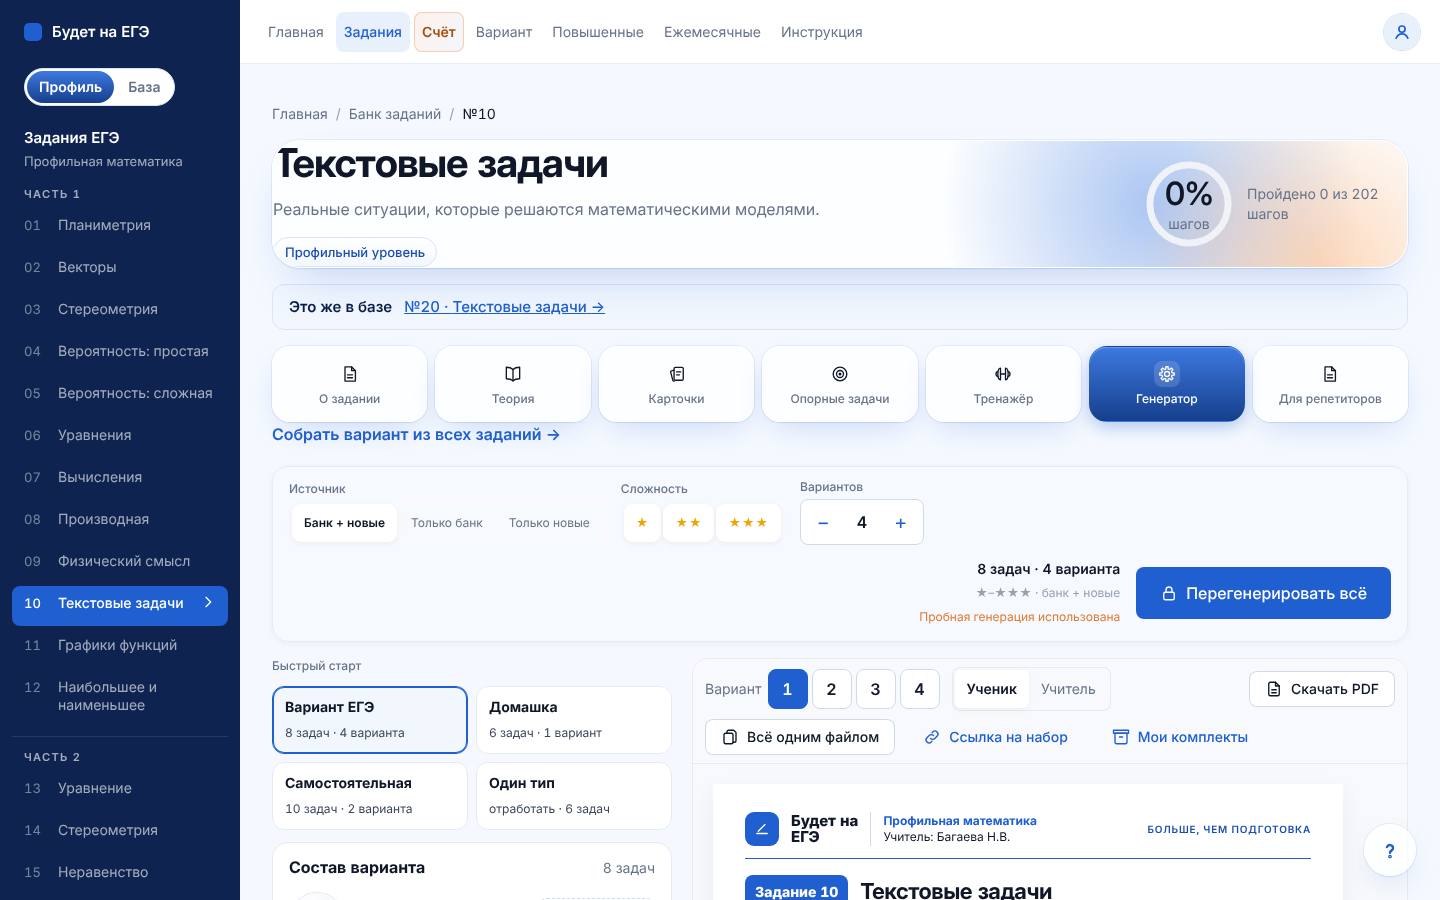 Будет на ЕГЭ
Профиль База
Задания ЕГЭ
Профильная математика
ЧАСТЬ 1
01 Планиметрия
02 Векторы
03 Стереометрия
04 Вероятность: простая
05 Вероятность: сложная
06 Уравнения
07 Вычисления
08 Производная
09 Физический смысл
10 Текстовые задачи
11 Графики функций
12 Наибольшее и
наименьшее
ЧАСТЬ 2
13 Уравнение
14 Стереометрия
15 Неравенство
Главная Задания Счёт Вариант Повышенные Ежемесячные Инструкция
Главная / Банк заданий / №10
Текстовые задачи
Реальные ситуации, которые решаются математическими моделями.
Профильный уровень
0%
шагов
Пройдено 0 из 202
шагов
Это же в базе №20 · Текстовые задачи →
О задании
Теория
Карточки
Опорные задачи
Тренажёр
Генератор
Для репетиторов
Собрать вариант из всех заданий →
Источник
Банк + новые Только банк Только новые
Сложность
★ ★★ ★★★
Вариантов
− 4 +
8 задач · 4 варианта
★–★★★ · банк + новые
Пробная генерация использована
Перегенерировать всё
Быстрый старт
Вариант ЕГЭ
8 задач · 4 варианта
Домашка
6 задач · 1 вариант
Самостоятельная
10 задач · 2 варианта
Один тип
отработать · 6 задач
Состав варианта 8 задач
Вариант 1 2 3 4 Ученик Учитель Скачать PDF
Всё одним файлом Ссылка на набор Мои комплекты
Будет на
ЕГЭ
Профильная математика
Учитель: Багаева Н.В.
БОЛЬШЕ, ЧЕМ ПОДГОТОВКА
Задание 10 Текстовые задачи
?